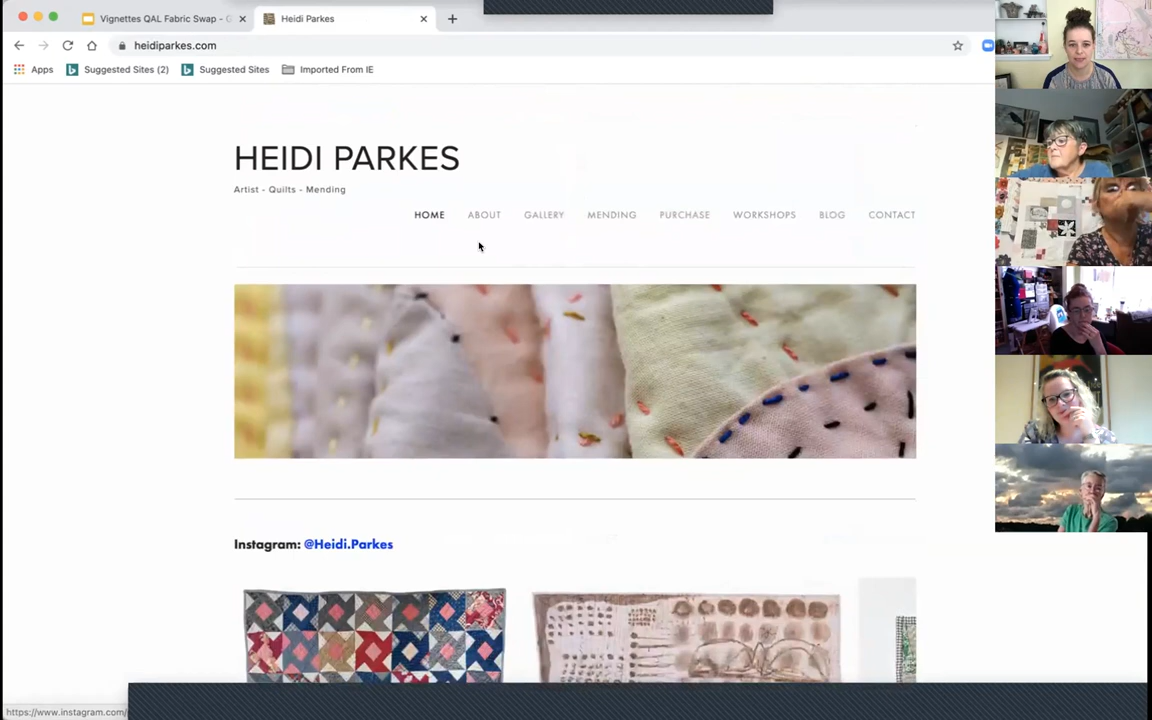 Vignettes QAL Fabric Swap - G
Heidi Parkes
heidiparkes.com
Apps
Suggested Sites (2)
Suggested Sites
Imported From IE
HEIDI PARKES
Artist - Quilts - Mending
HOME ABOUT GALLERY MENDING PURCHASE WORKSHOPS BLOG CONTACT
Instagram: @Heidi.Parkes
https://www.instagram.com/